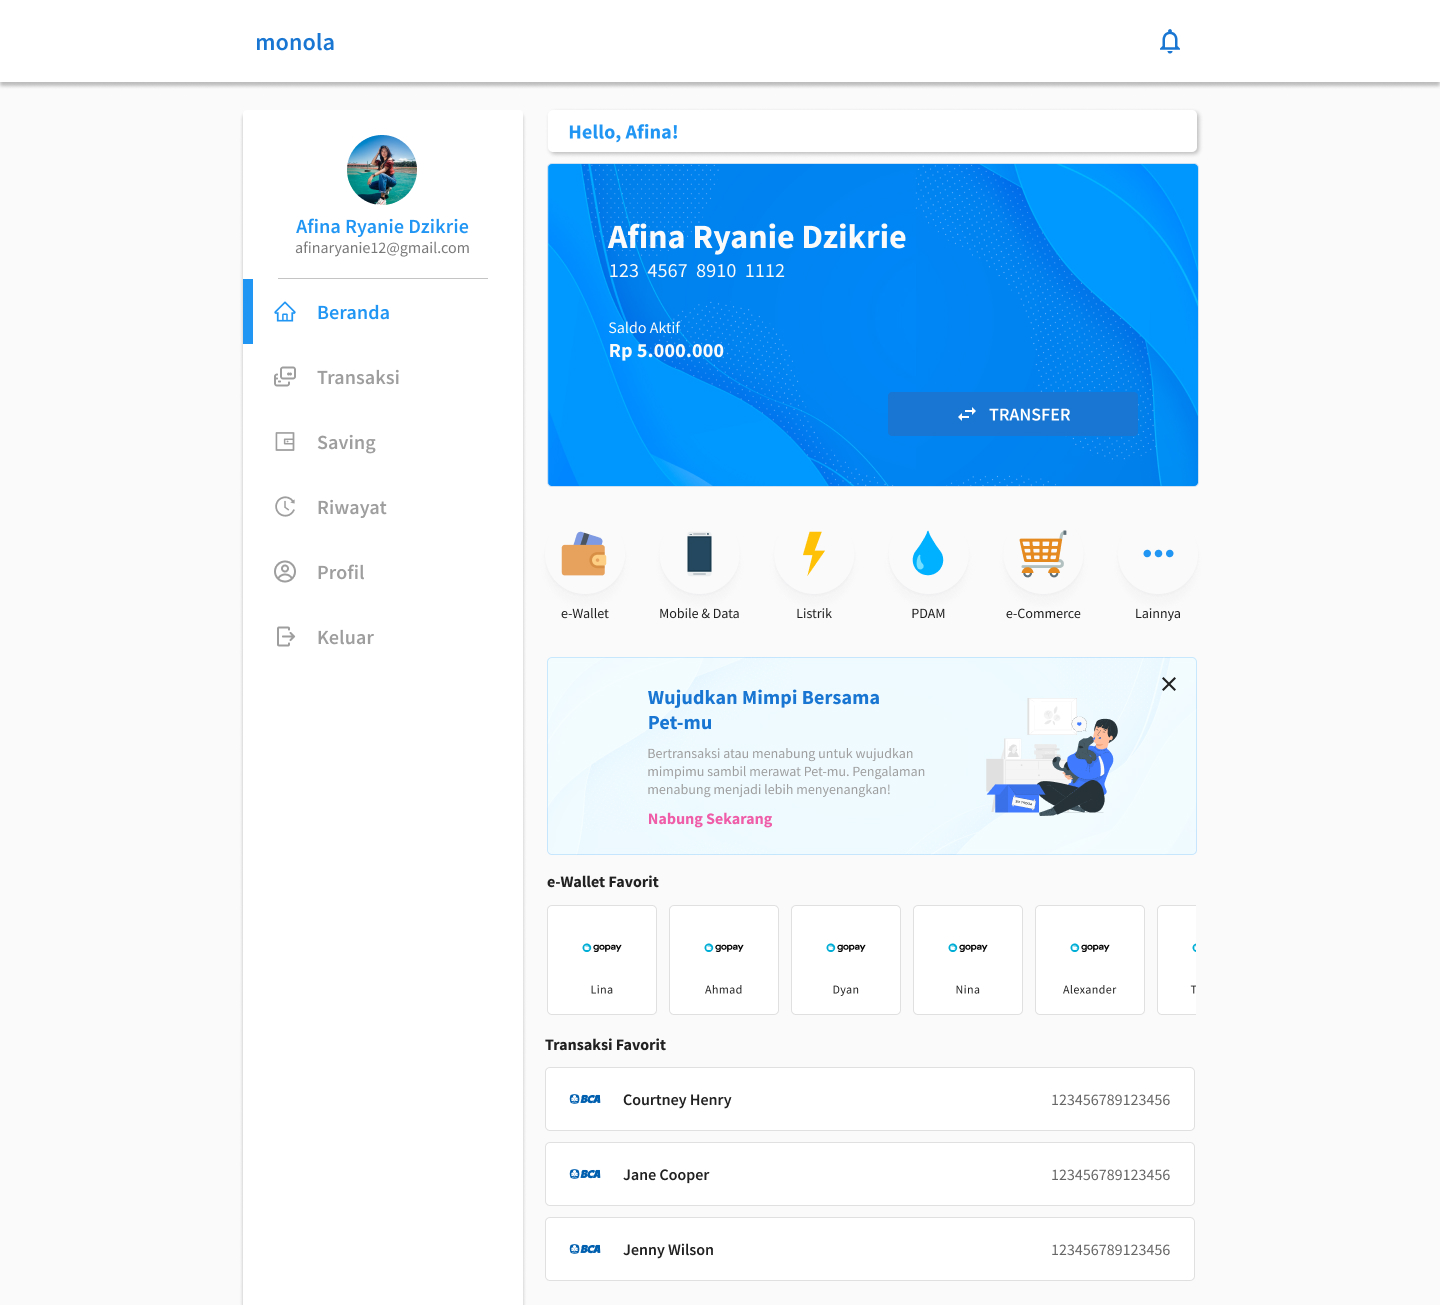 monola
Afina Ryanie Dzikrie
afinaryanie12@gmail.com
Beranda
Transaksi
Saving
Riwayat
Profil
Keluar
Hello, Afina!
Afina Ryanie Dzikrie
123 4567 8910 1112
Saldo Aktif
Rp 5.000.000
TRANSFER
e-Wallet
Mobile & Data
Listrik
PDAM
e-Commerce
Lainnya
Wujudkan Mimpi Bersama
Pet-mu
Bertransaksi atau menabung untuk wujudkan
mimpimu sambil merawat Pet-mu. Pengalaman
menabung menjadi lebih menyenangkan!
Nabung Sekarang
e-Wallet Favorit
gopay
Lina
gopay
Ahmad
gopay
Dyan
gopay
Nina
gopay
Alexander
T
Transaksi Favorit
BCA Courtney Henry 123456789123456
BCA Jane Cooper 123456789123456
BCA Jenny Wilson 123456789123456